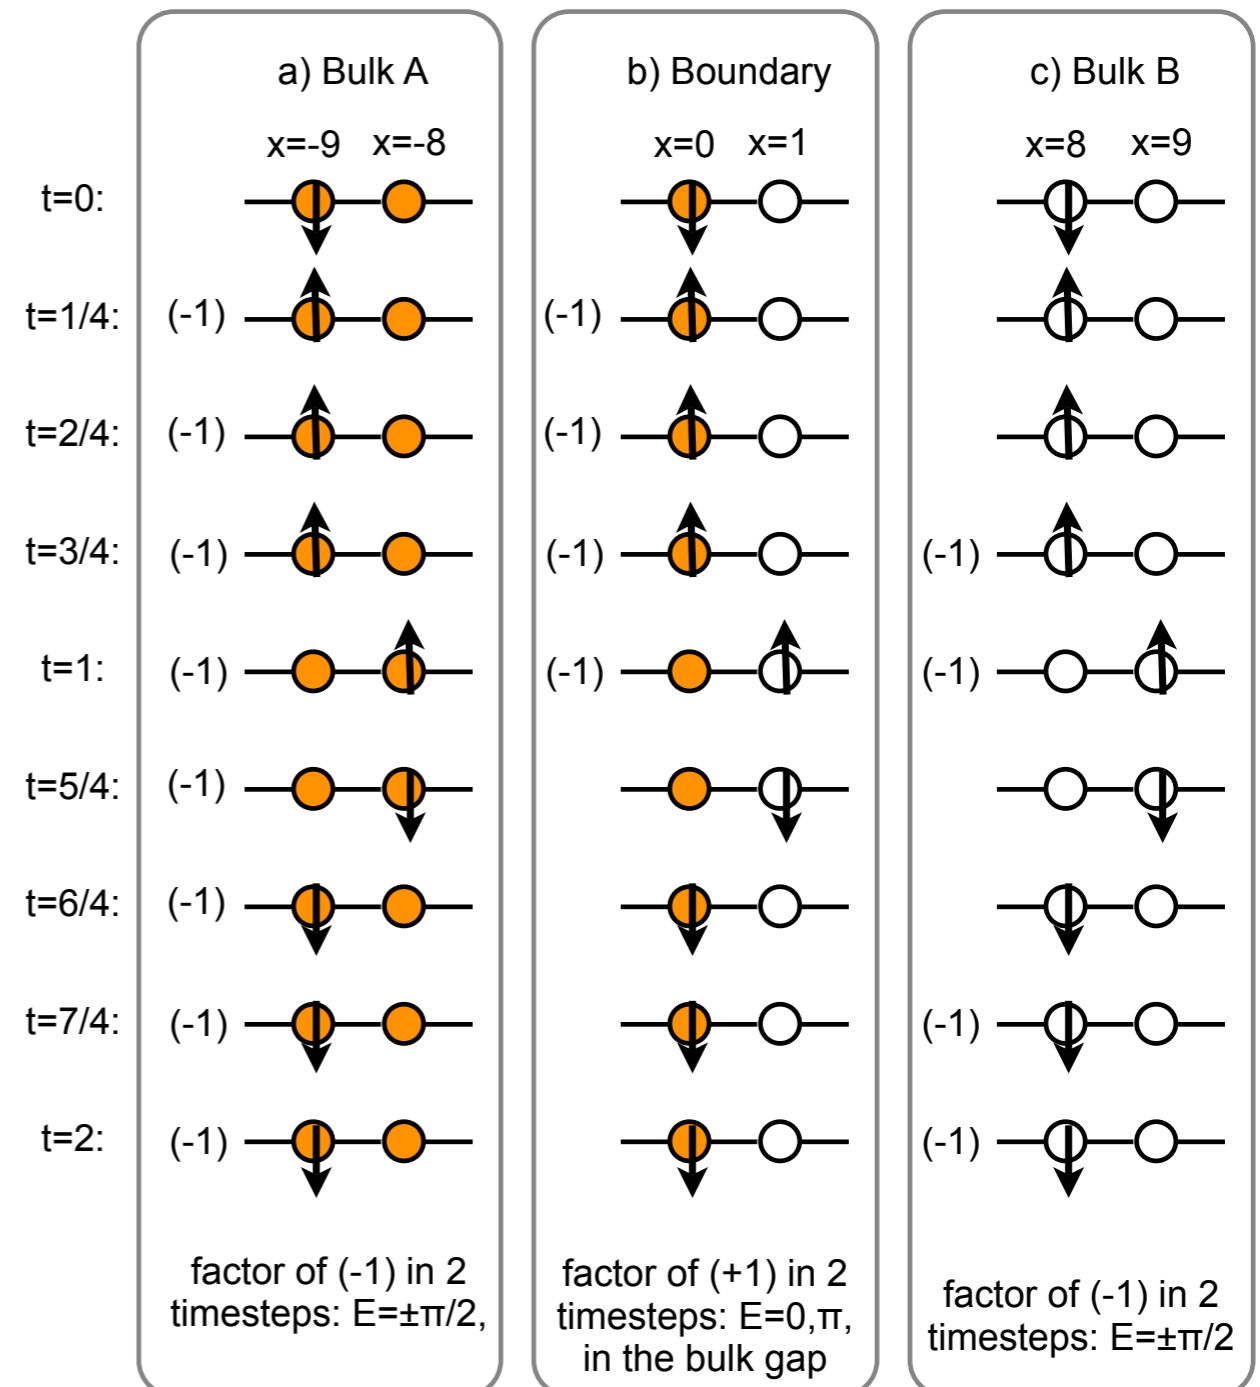 a) Bulk A
b) Boundary
c) Bulk B
x=-9 x=-8
x=0 x=1
x=8 x=9
t=0:
t=1/4: (-1) (-1)
t=2/4: (-1) (-1)
t=3/4: (-1) (-1) (-1)
t=1: (-1) (-1) (-1)
t=5/4: (-1)
t=6/4: (-1)
t=7/4: (-1) (-1)
t=2: (-1) (-1)
factor of (-1) in 2
timesteps: E=±π/2,
factor of (+1) in 2
timesteps: E=0,π,
in the bulk gap
factor of (-1) in 2
timesteps: E=±π/2